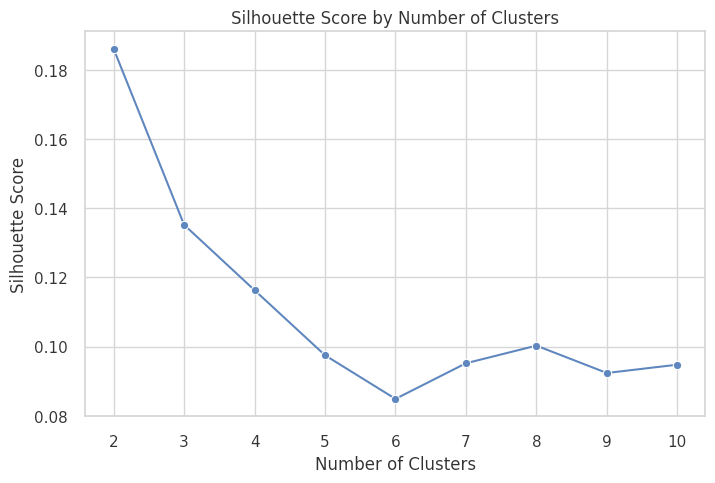 Silhouette Score by Number of Clusters
Silhouette Score
0.18
0.16
0.14
0.12
0.10
0.08
2 3 4 5 6 7 8 9 10
Number of Clusters